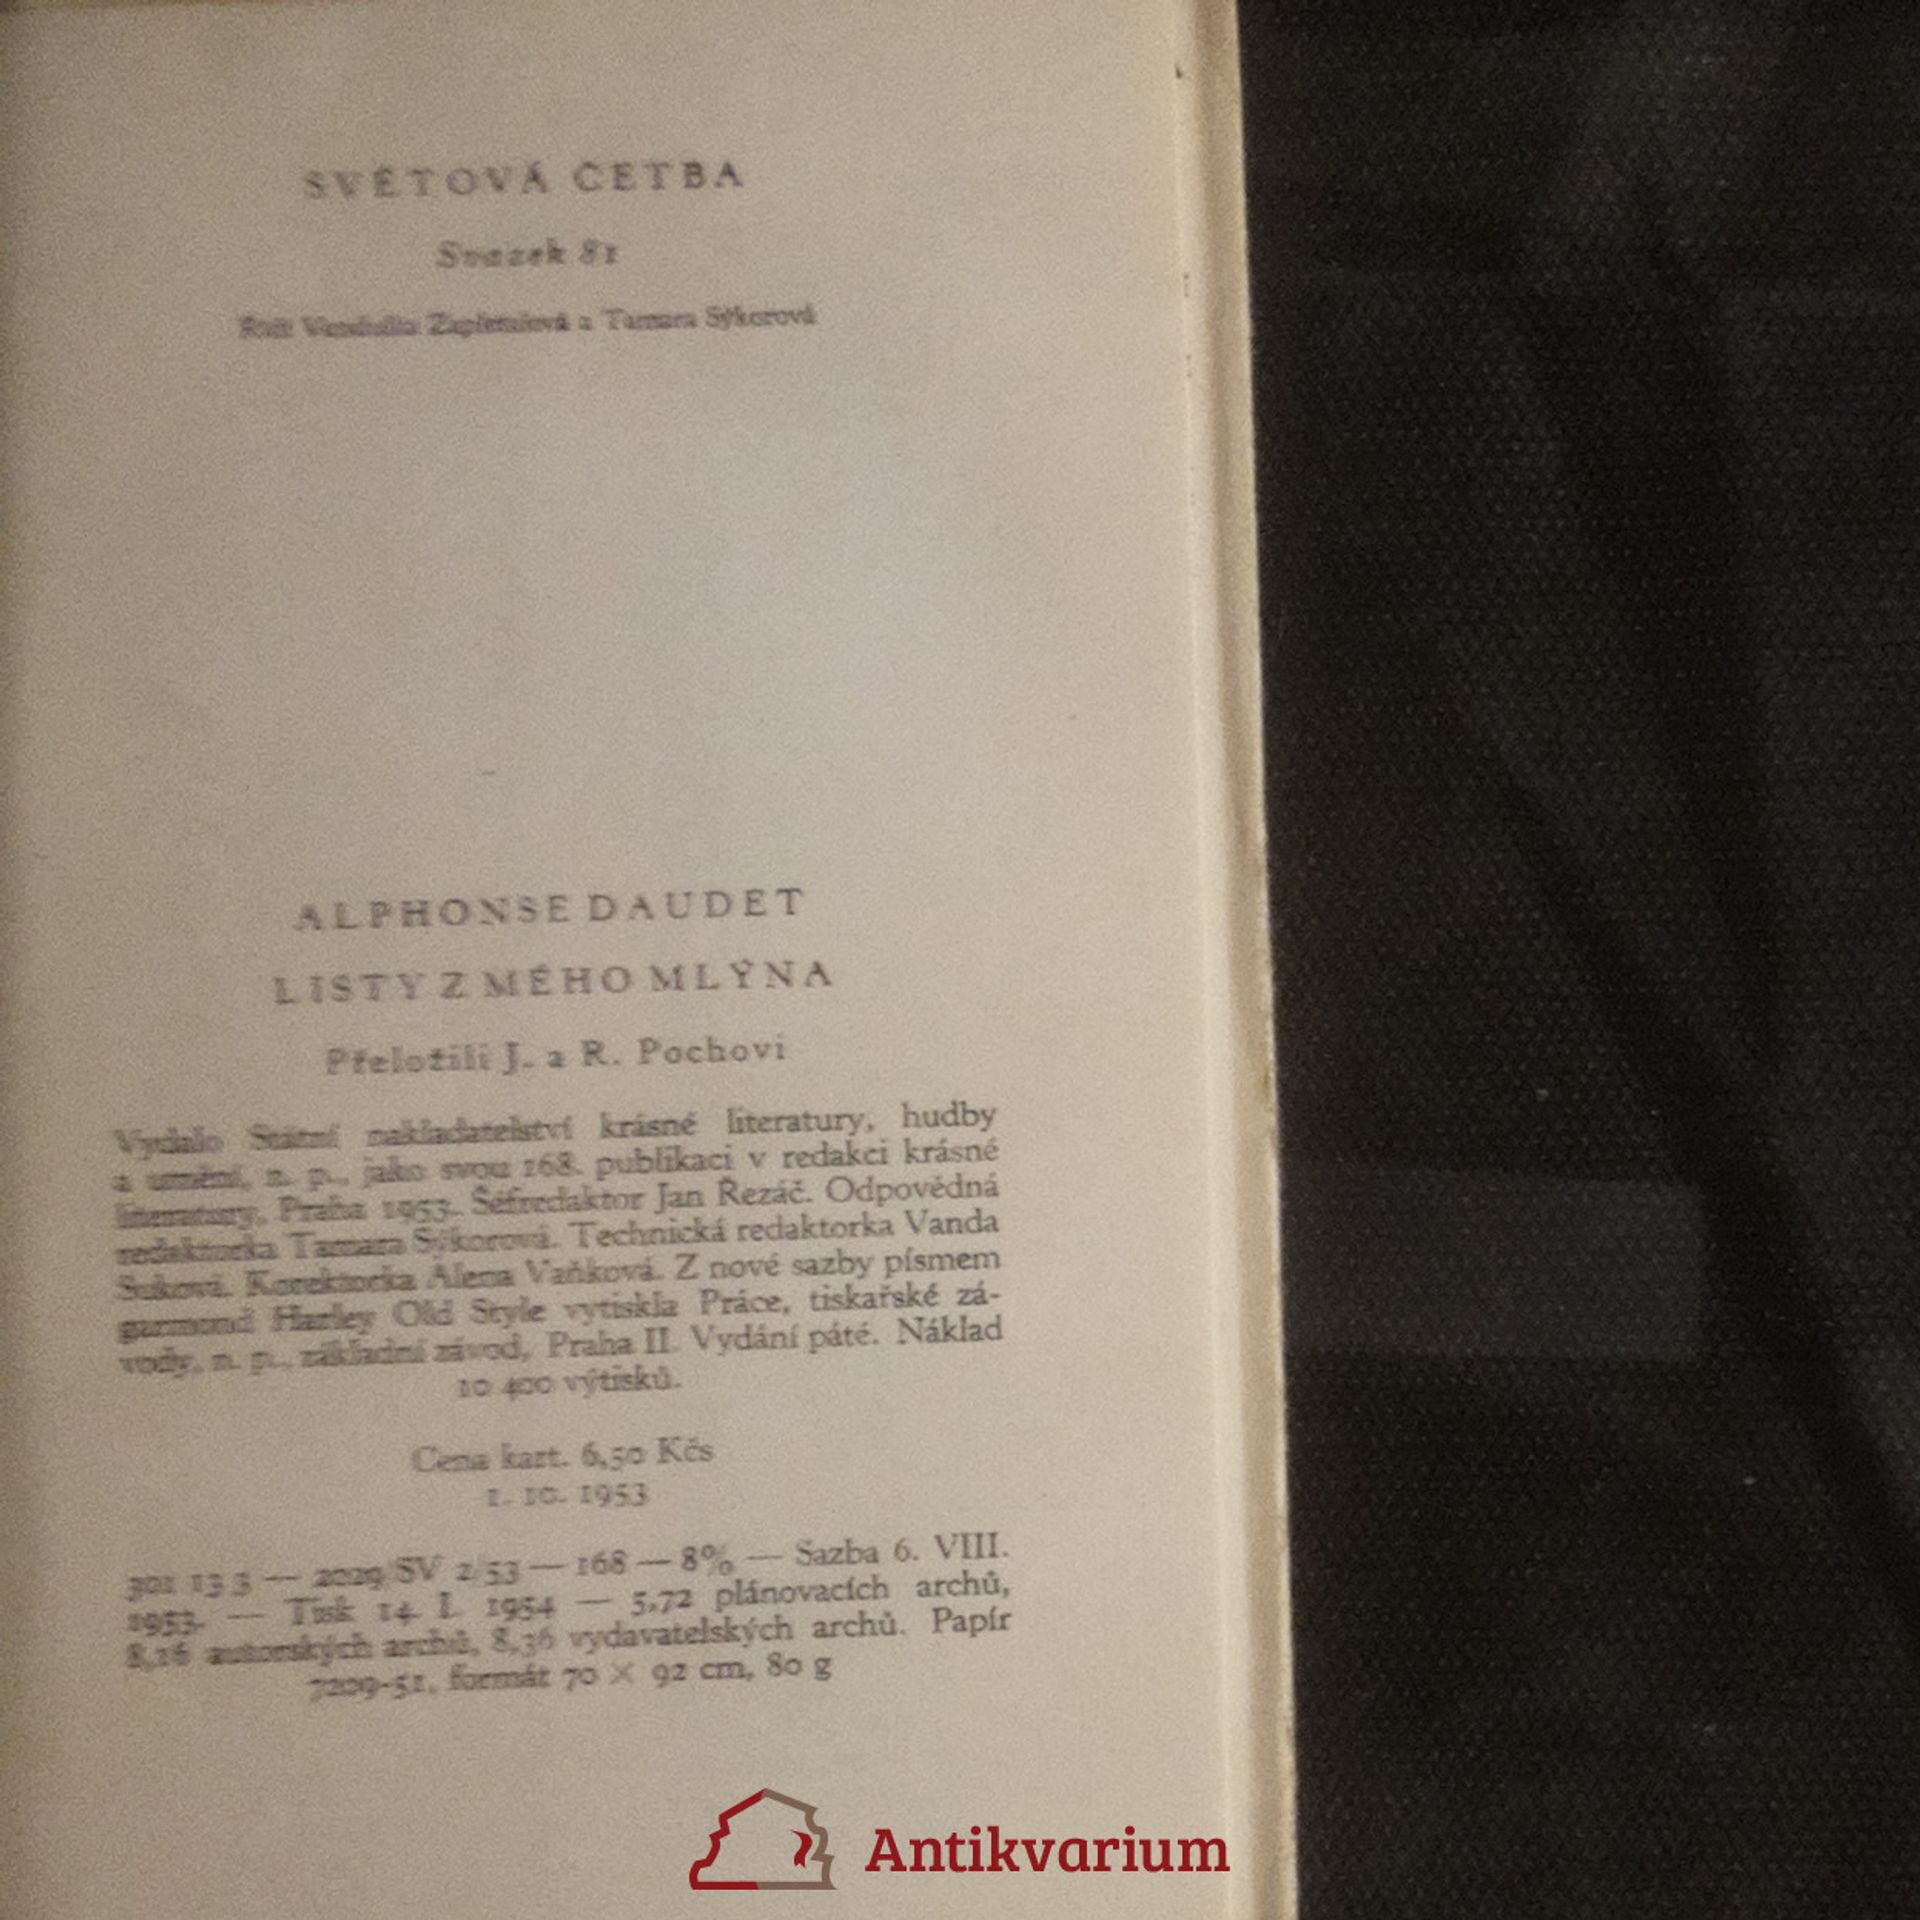 SVĚTOVÁ ČETBA
Svazek 81
Řídí Vendulka Zapletalová a Tamara Sýkorová
ALPHONSE DAUDET
LISTY Z MÉHO MLÝNA
Přeložili J. a R. Pochovi
Vydalo Státní nakladatelství krásné literatury, hudby
a umění, n. p., jako svou 168. publikaci v redakci krásné
literatury. Praha 1953. Šéfredaktor Jan Řezáč. Odpovědná
redaktorka Tamara Sýkorová. Technická redaktorka Vanda
Suková. Korektorka Alena Vaňková. Z nové sazby písmem
garmond Harley Old Style vytiskla Práce, tiskařské zá-
vody, n. p., základní závod, Praha II. Vydání páté. Náklad
10 400 výtisků.
Cena kart. 6,50 Kčs
1. 10. 1953
301 13 3 — 2029/SV 2/53 — 168 — 8% — Sazba 6. VIII.
1953. — Tisk 14. I. 1954 — 5,72 plánovacích archů,
8,16 autorských archů, 8,36 vydavatelských archů. Papír
7209-51, formát 70 × 92 cm, 80 g
Antikvarium